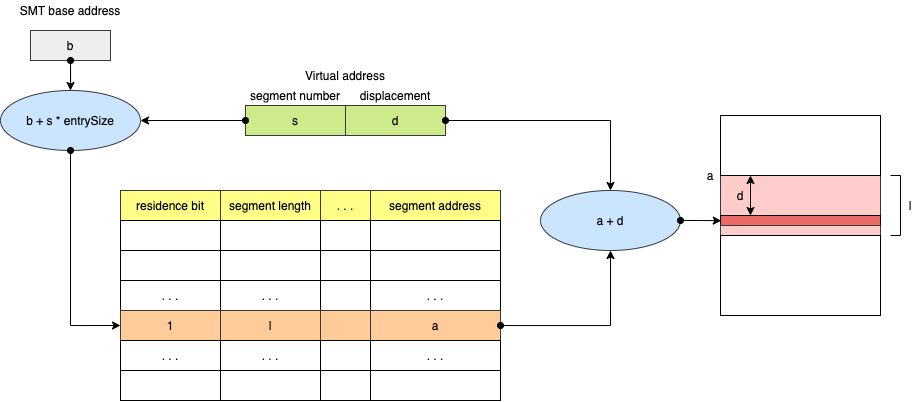 SMT base address
b
Virtual address
segment number displacement
b + s * entrySize
s d
a
d
l
residence bit segment length . . . segment address
a + d
. . . . . . . . .
1 l a
. . . . . . . . .